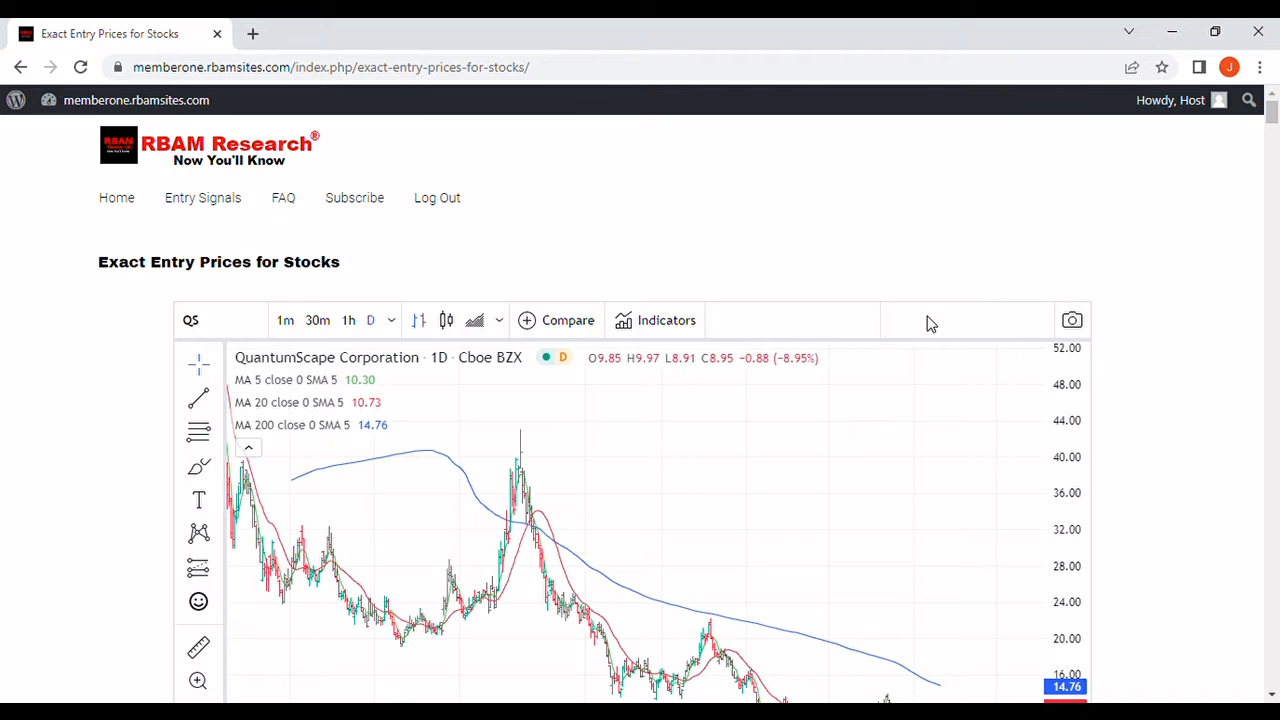 Exact Entry Prices for Stocks
memberone.rbamsites.com/index.php/exact-entry-prices-for-stocks/
J
memberone.rbamsites.com
Howdy, Host
RBAM Research®
Now You'll Know
Home Entry Signals FAQ Subscribe Log Out
Exact Entry Prices for Stocks
QS 1m 30m 1h D Compare Indicators
QuantumScape Corporation · 1D · Cboe BZX D O9.85 H9.97 L8.91 C8.95 −0.88 (−8.95%)
MA 5 close 0 SMA 5 10.30
MA 20 close 0 SMA 5 10.73
MA 200 close 0 SMA 5 14.76
52.00
48.00
44.00
40.00
36.00
32.00
28.00
24.00
20.00
16.00
14.76